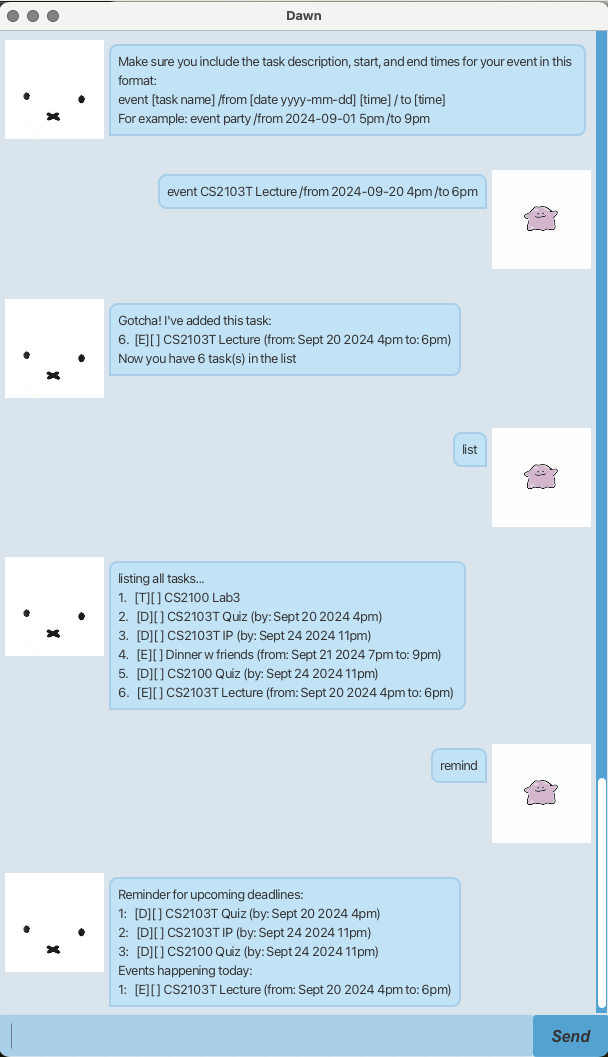 Dawn
Make sure you include the task description, start, and end times for your event in this
format:
event [task name] /from [date yyyy-mm-dd] [time] / to [time]
For example: event party /from 2024-09-01 5pm /to 9pm
event CS2103T Lecture /from 2024-09-20 4pm /to 6pm
Gotcha! I've added this task:
6. [E][ ] CS2103T Lecture (from: Sept 20 2024 4pm to: 6pm)
Now you have 6 task(s) in the list
list
listing all tasks...
1. [T][ ] CS2100 Lab3
2. [D][ ] CS2103T Quiz (by: Sept 20 2024 4pm)
3. [D][ ] CS2103T IP (by: Sept 24 2024 11pm)
4. [E][ ] Dinner w friends (from: Sept 21 2024 7pm to: 9pm)
5. [D][ ] CS2100 Quiz (by: Sept 24 2024 11pm)
6. [E][ ] CS2103T Lecture (from: Sept 20 2024 4pm to: 6pm)
remind
Reminder for upcoming deadlines:
1: [D][ ] CS2103T Quiz (by: Sept 20 2024 4pm)
2: [D][ ] CS2103T IP (by: Sept 24 2024 11pm)
3: [D][ ] CS2100 Quiz (by: Sept 24 2024 11pm)
Events happening today:
1: [E][ ] CS2103T Lecture (from: Sept 20 2024 4pm to: 6pm)
Send